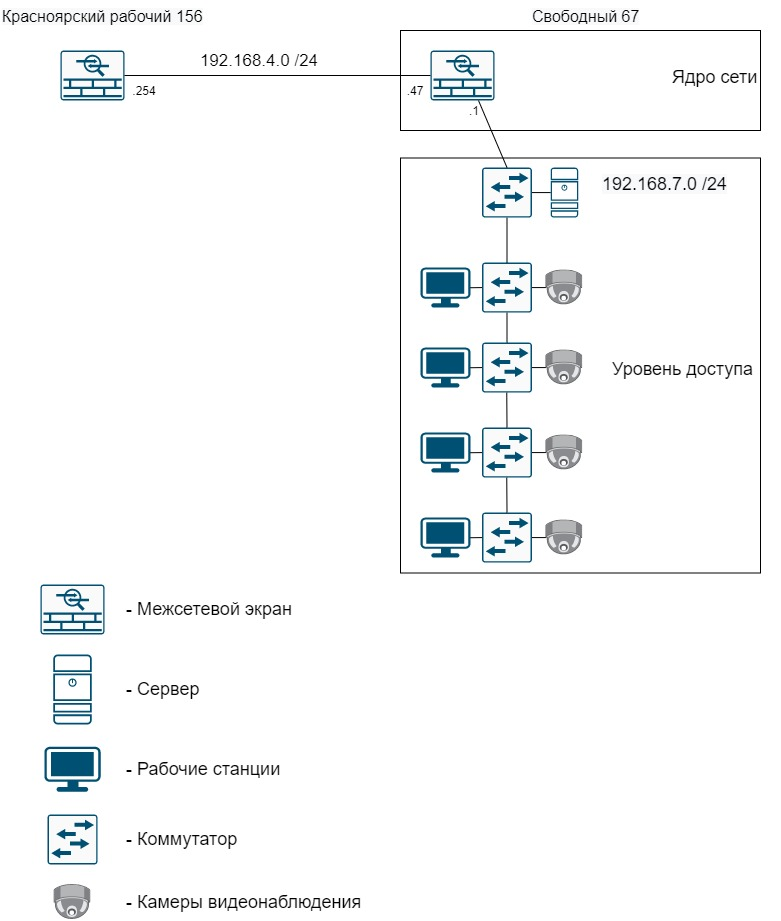 Красноярский рабочий 156
Свободный 67
192.168.4.0 /24
Ядро сети
.254
.47
.1
192.168.7.0 /24
Уровень доступа
- Межсетевой экран
- Сервер
- Рабочие станции
- Коммутатор
- Камеры видеонаблюдения